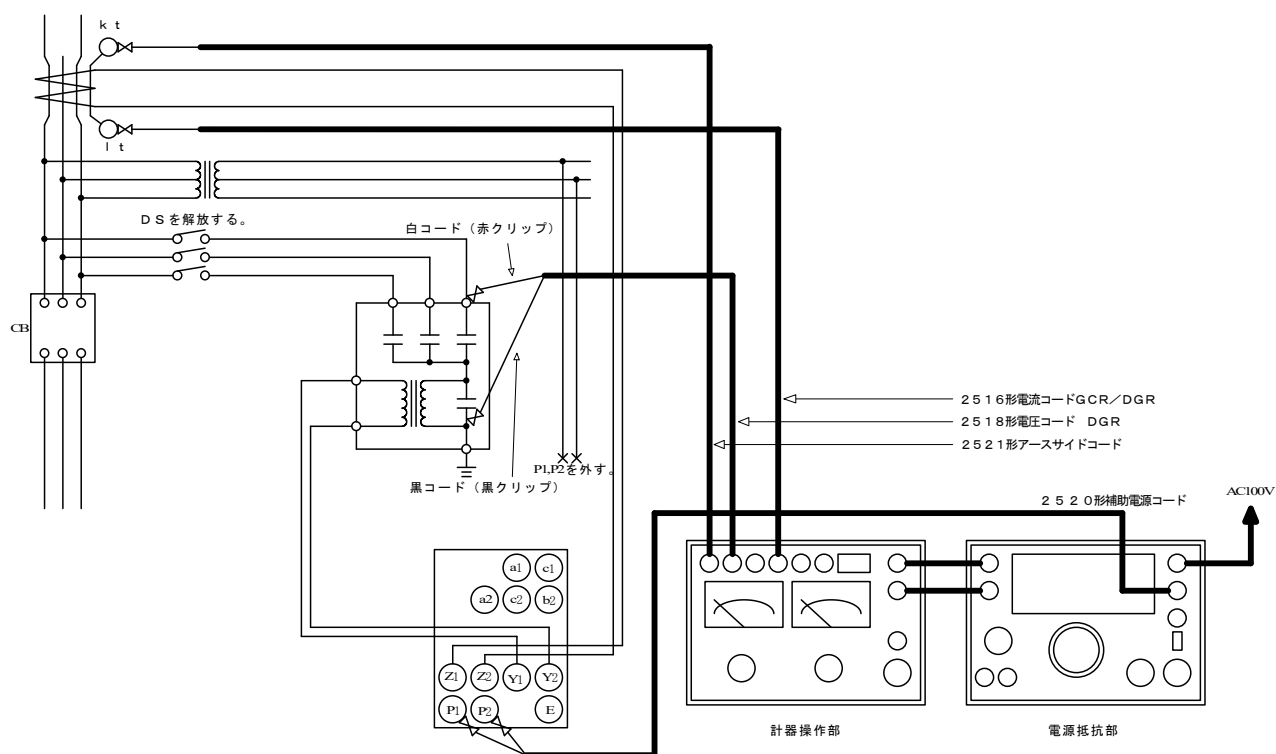 k t
l t
DSを解放する。
白コード（赤クリップ）
CB
2516形電流コードGCR／DGR
2518形電圧コード DGR
2521形アースサイドコード
P1,P2を外す。
黒コード（黒クリップ）
2520形補助電源コード
AC100V
a1 c1
a2 c2 b2
Z1 Z2 Y1 Y2
P1 P2 E
計器操作部
電源抵抗部